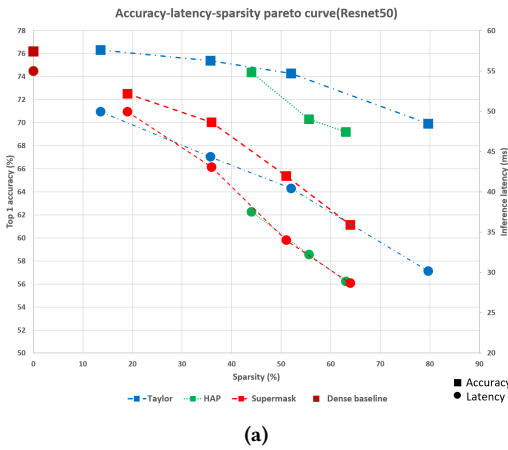 Accuracy-latency-sparsity pareto curve(Resnet50)
78
76
74
72
70
68
66
64
62
60
58
56
54
52
50
Top 1 accuracy (%)
60
55
50
45
40
35
30
25
20
Inference latency (ms)
0 10 20 30 40 50 60 70 80 90
Sparsity (%)
Taylor HAP Supermask Dense baseline
Accuracy
Latency
(a)